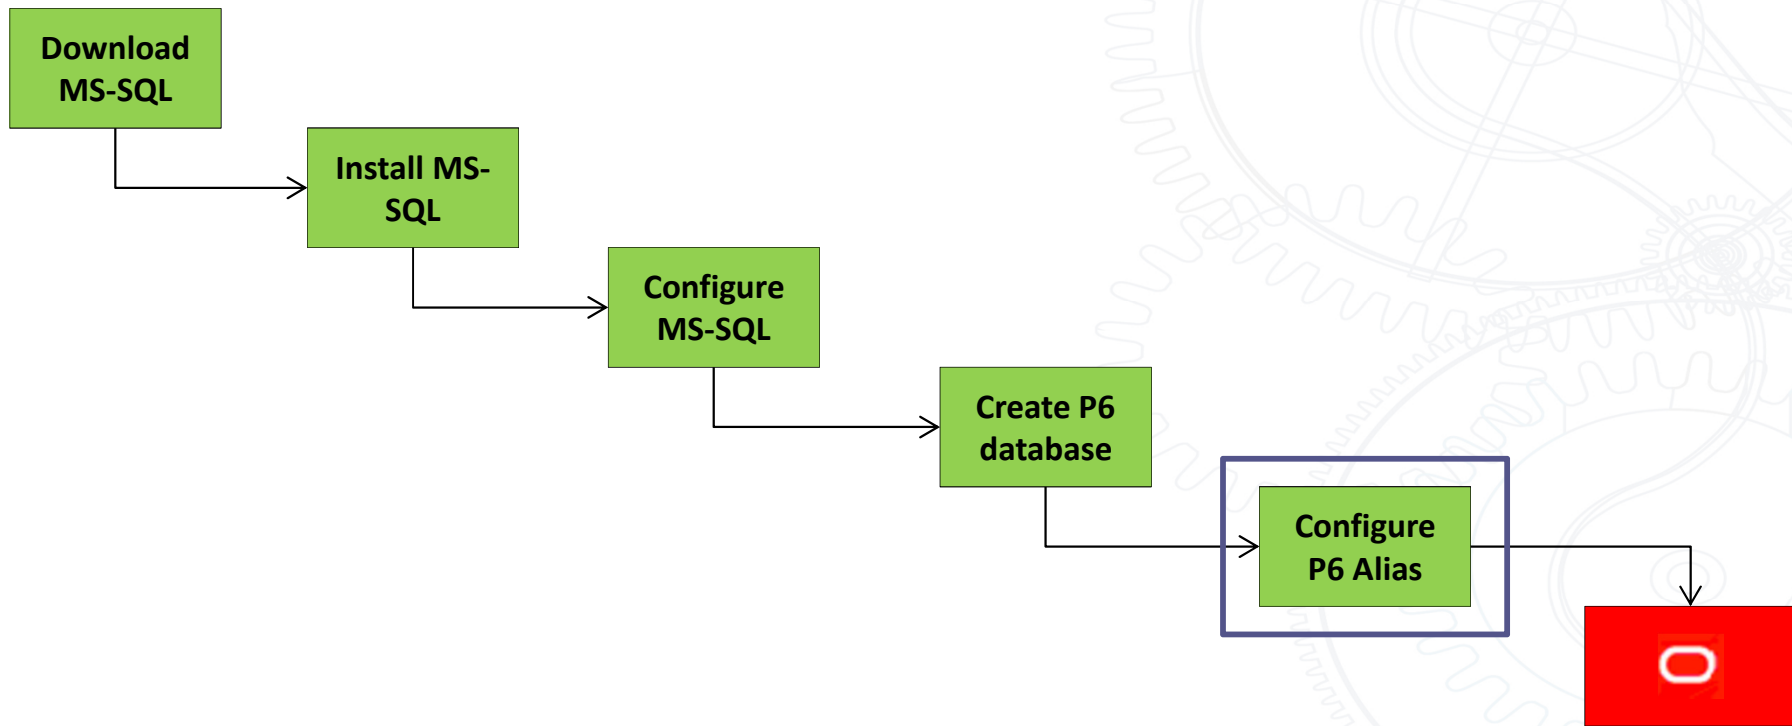 Download
MS-SQL
Install MS-
SQL
Configure
MS-SQL
Create P6
database
Configure
P6 Alias